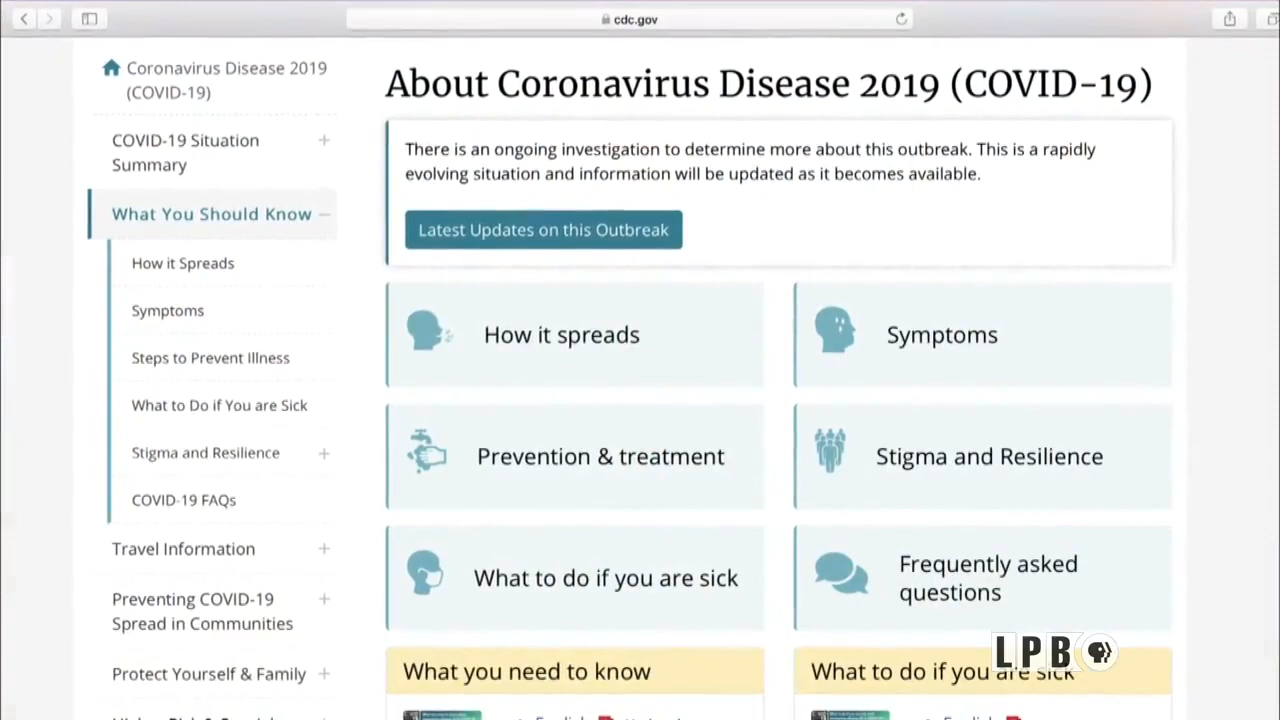 cdc.gov
Coronavirus Disease 2019
(COVID-19)
COVID-19 Situation
Summary
What You Should Know
How it Spreads
Symptoms
Steps to Prevent Illness
What to Do if You are Sick
Stigma and Resilience
COVID-19 FAQs
Travel Information
Preventing COVID-19
Spread in Communities
Protect Yourself & Family
About Coronavirus Disease 2019 (COVID-19)
There is an ongoing investigation to determine more about this outbreak. This is a rapidly
evolving situation and information will be updated as it becomes available.
Latest Updates on this Outbreak
How it spreads
Symptoms
Prevention & treatment
Stigma and Resilience
What to do if you are sick
Frequently asked
questions
What you need to know
What to do if you are sick
LPB